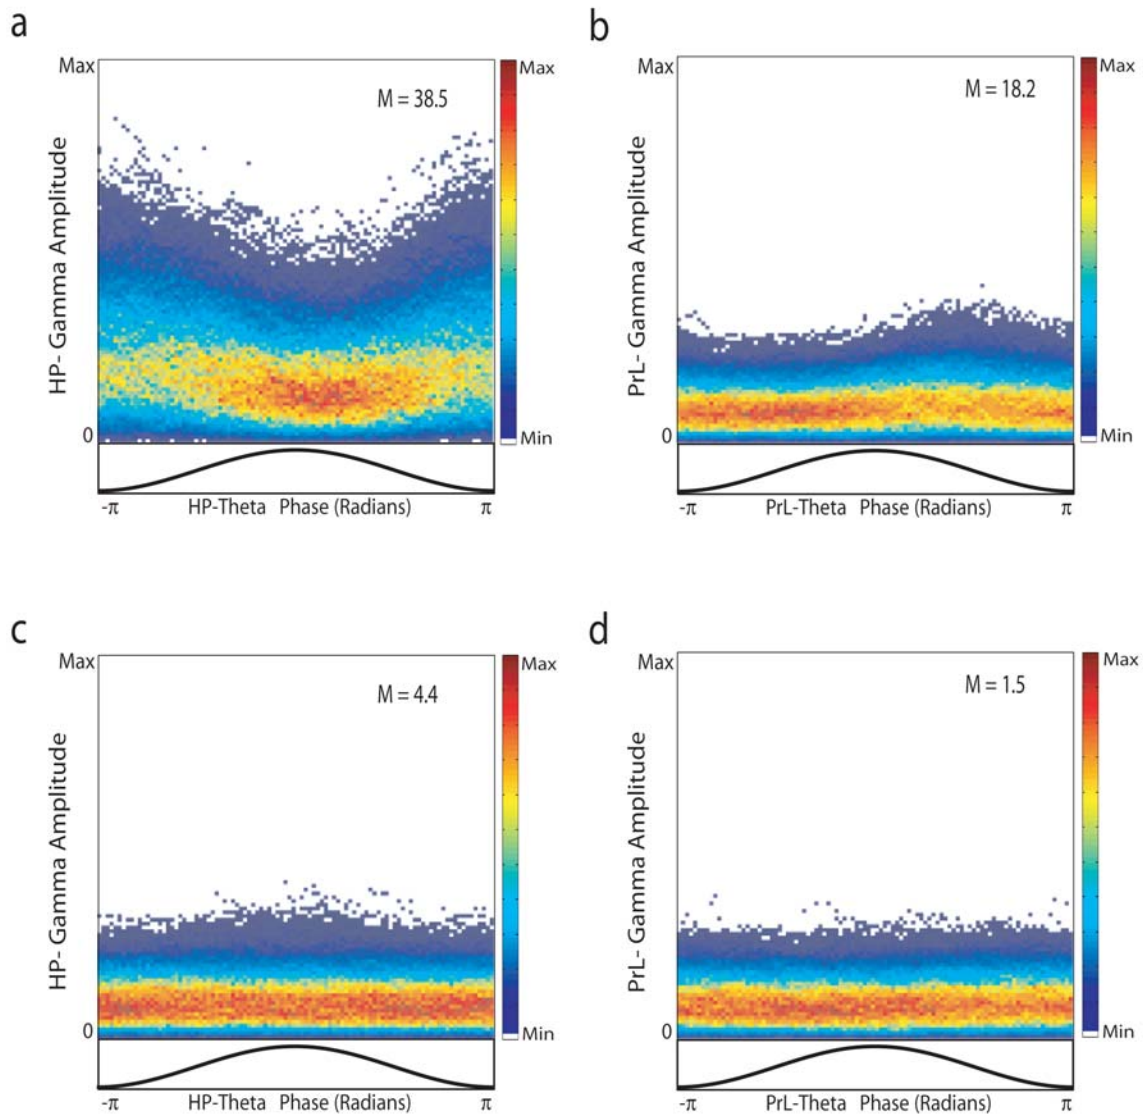 a
Max
M = 38.5
HP- Gamma Amplitude
0
Max
Min
-π HP-Theta Phase (Radians) π
b
Max
M = 18.2
PrL- Gamma Amplitude
0
Max
Min
-π PrL-Theta Phase (Radians) π
c
Max
M = 4.4
HP- Gamma Amplitude
0
Max
Min
-π HP-Theta Phase (Radians) π
d
Max
M = 1.5
PrL- Gamma Amplitude
0
Max
Min
-π PrL-Theta Phase (Radians) π